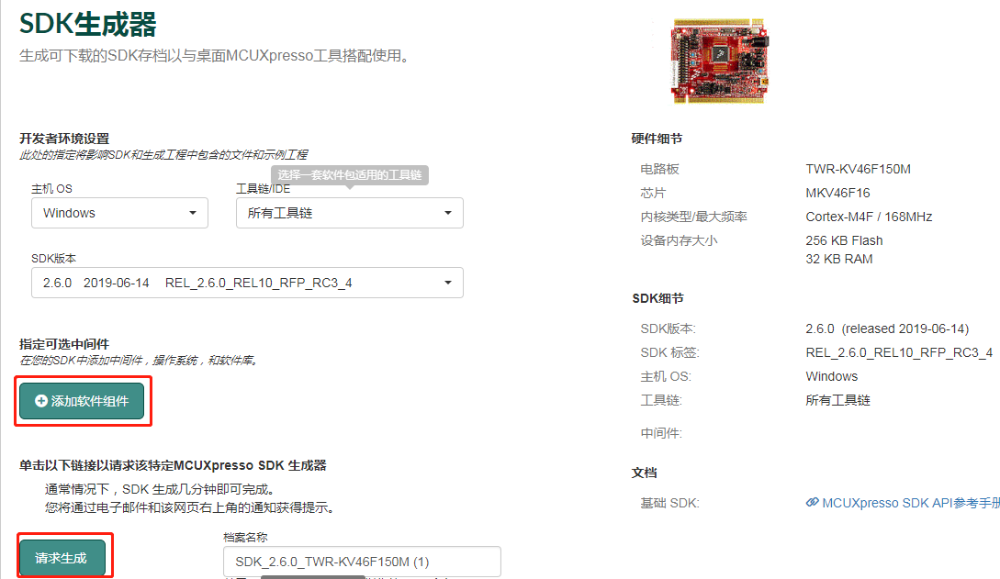 SDK生成器
生成可下载的SDK存档以与桌面MCUXpresso工具搭配使用。
开发者环境设置
此处的指定将影响SDK和生成工程中包含的文件和示例工程
选择一套软件包适用的工具链
主机 OS
工具链/IDE
Windows
所有工具链
SDK版本
2.6.0 2019-06-14 REL_2.6.0_REL10_RFP_RC3_4
指定可选中间件
在您的SDK中添加中间件，操作系统，和软件库。
添加软件组件
单击以下链接以请求该特定MCUXpresso SDK 生成器
通常情况下，SDK 生成几分钟即可完成。
您将通过电子邮件和该网页右上角的通知获得提示。
请求生成
档案名称
SDK_2.6.0_TWR-KV46F150M (1)
硬件细节
电路板 TWR-KV46F150M
芯片 MKV46F16
内核类型/最大频率 Cortex-M4F / 168MHz
设备内存大小 256 KB Flash
32 KB RAM
SDK细节
SDK版本: 2.6.0 (released 2019-06-14)
SDK 标签: REL_2.6.0_REL10_RFP_RC3_4
主机 OS: Windows
工具链: 所有工具链
中间件:
文档
基础 SDK: MCUXpresso SDK API参考手册